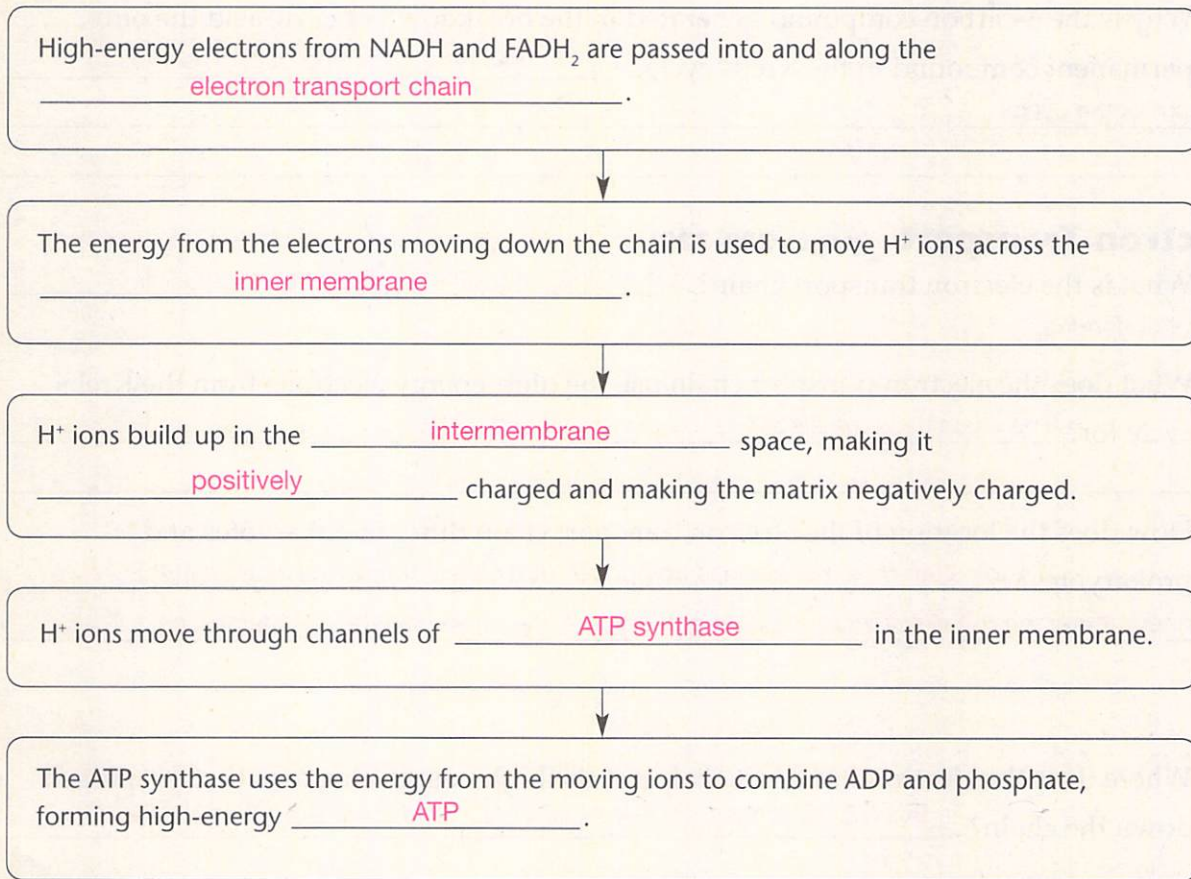 High-energy electrons from NADH and FADH₂ are passed into and along the
electron transport chain.
The energy from the electrons moving down the chain is used to move H⁺ ions across the
inner membrane.
H⁺ ions build up in the intermembrane space, making it
positively charged and making the matrix negatively charged.
H⁺ ions move through channels of ATP synthase in the inner membrane.
The ATP synthase uses the energy from the moving ions to combine ADP and phosphate,
forming high-energy ATP.